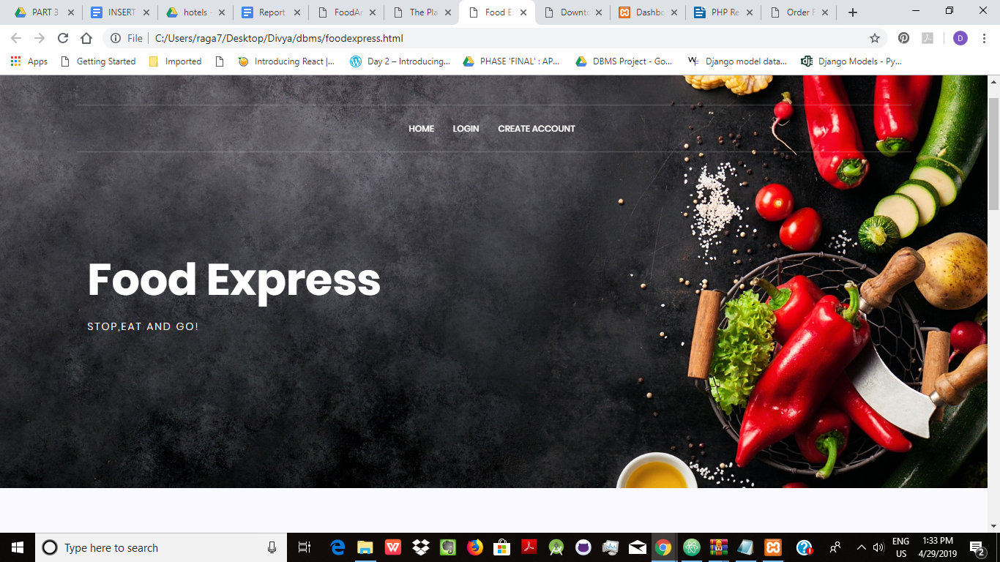 PART 3
INSERT
hotels -
Report
FoodAr
The Pla
Food E
Downto
Dashbo
PHP Re
Order F
File
C:/Users/raga7/Desktop/Divya/dbms/foodexpress.html
D
Apps
Getting Started
Imported
Introducing React |...
Day 2 – Introducing...
PHASE 'FINAL' : AP...
DBMS Project - Go...
Django model data...
Django Models - Py...
HOME LOGIN CREATE ACCOUNT
Food Express
STOP,EAT AND GO!
Type here to search
ENG
US
1:33 PM
4/29/2019
2